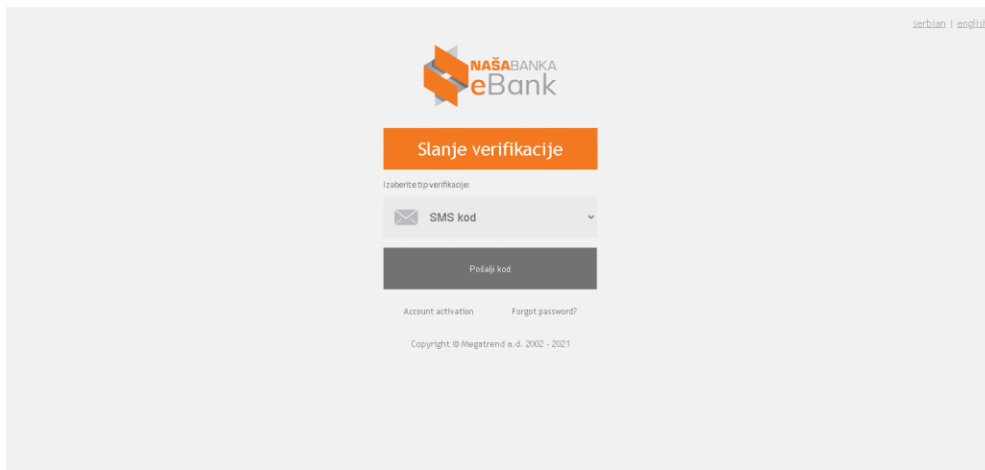 serbian | english
NAŠABANKA
eBank
Slanje verifikacije
Izaberite tip verifikacije:
SMS kod
Pošalji kod
Account activation Forgot password?
Copyright © Megatrend a.d. 2002 - 2021